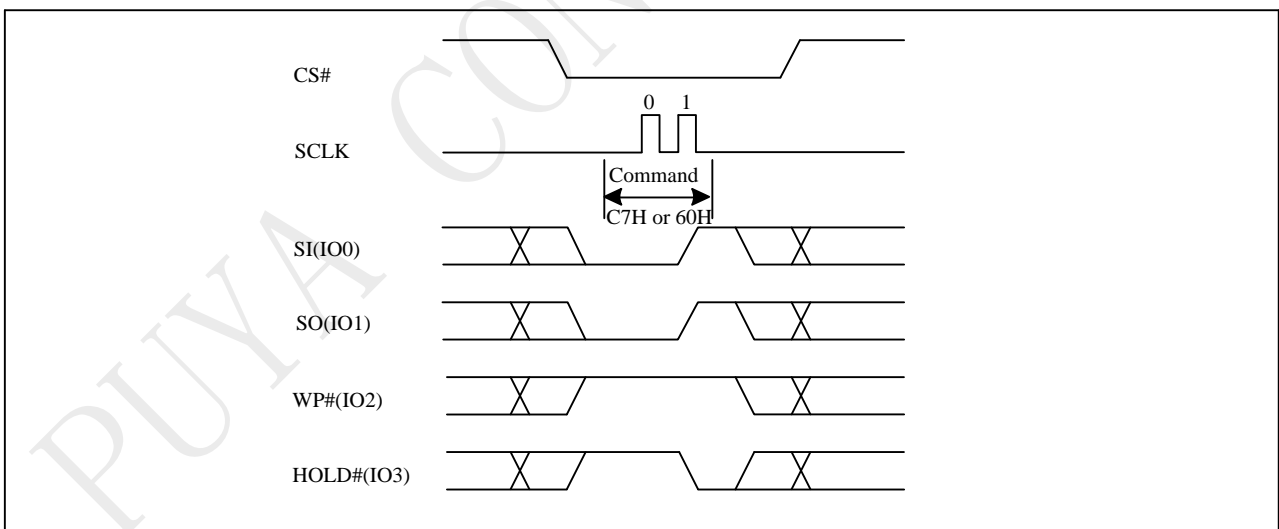 PUYA CON
CS#
0 1
SCLK
Command
C7H or 60H
SI(IO0)
SO(IO1)
WP#(IO2)
HOLD#(IO3)